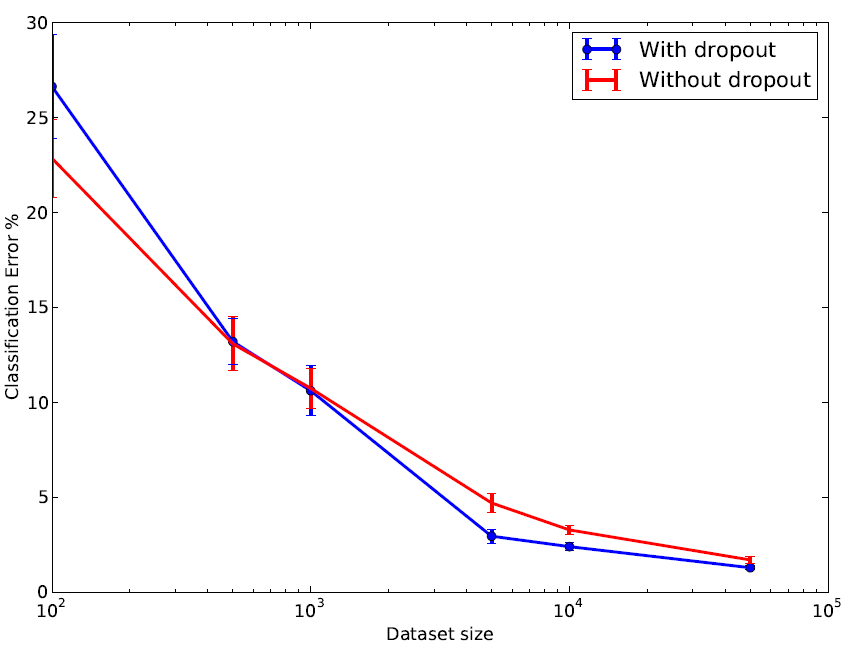 30
25
20
15
10
5
0
Classification Error %
With dropout
Without dropout
10²
10³
10⁴
10⁵
Dataset size